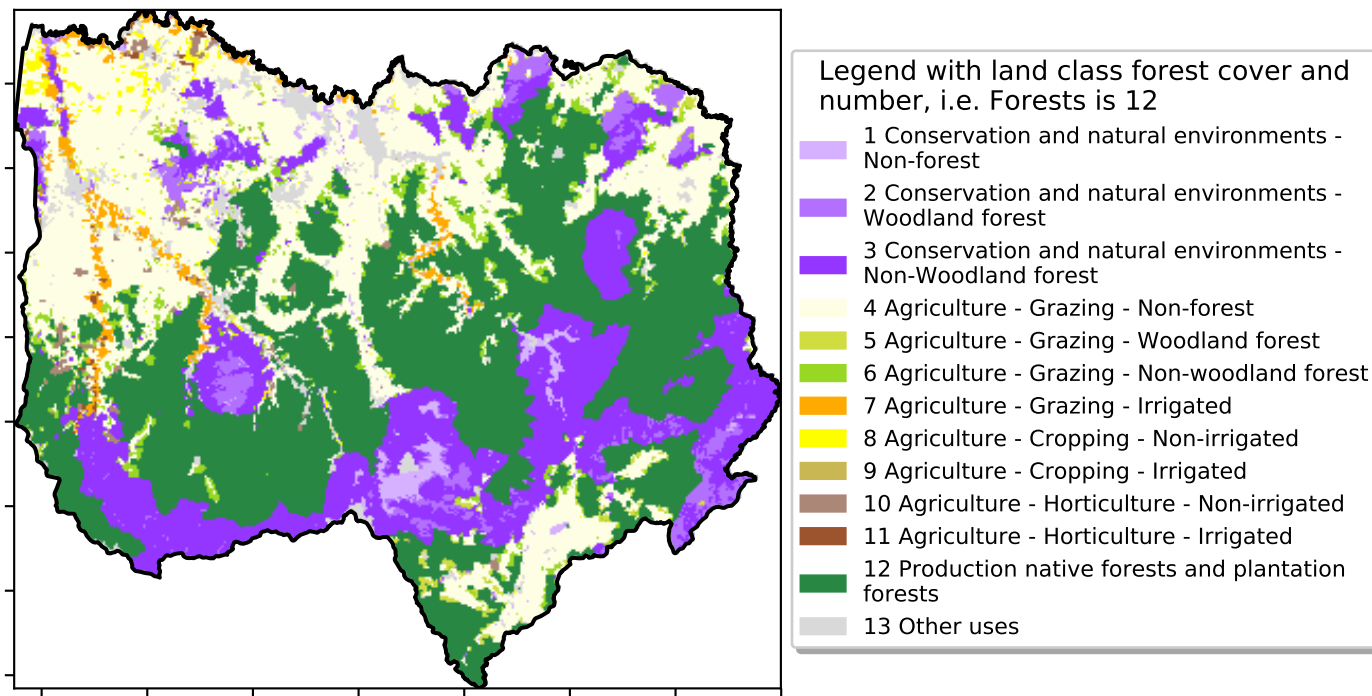 Legend with land class forest cover and
number, i.e. Forests is 12
1 Conservation and natural environments -
Non-forest
2 Conservation and natural environments -
Woodland forest
3 Conservation and natural environments -
Non-Woodland forest
4 Agriculture - Grazing - Non-forest
5 Agriculture - Grazing - Woodland forest
6 Agriculture - Grazing - Non-woodland forest
7 Agriculture - Grazing - Irrigated
8 Agriculture - Cropping - Non-irrigated
9 Agriculture - Cropping - Irrigated
10 Agriculture - Horticulture - Non-irrigated
11 Agriculture - Horticulture - Irrigated
12 Production native forests and plantation
forests
13 Other uses